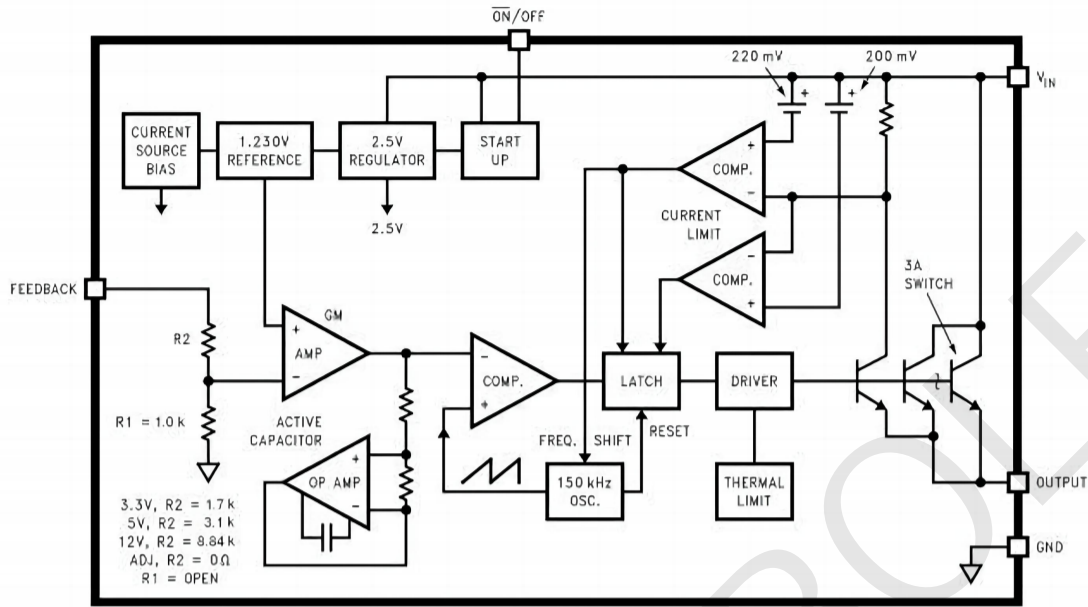 ON/OFF
220 mV
200 mV
+
+
VIN
CURRENT
SOURCE
BIAS
1.230V
REFERENCE
2.5V
REGULATOR
START
UP
2.5V
+
COMP.
−
CURRENT
LIMIT
−
COMP.
+
3A
SWITCH
FEEDBACK
R2
R1 = 1.0 k
GM
+
AMP
−
−
COMP.
+
LATCH
DRIVER
ACTIVE
CAPACITOR
+
OP AMP
−
FREQ. SHIFT
RESET
150 kHz
OSC.
THERMAL
LIMIT
OUTPUT
GND
3.3V, R2 = 1.7 k
5V, R2 = 3.1 k
12V, R2 = 8.84 k
ADJ, R2 = 0Ω
R1 = OPEN